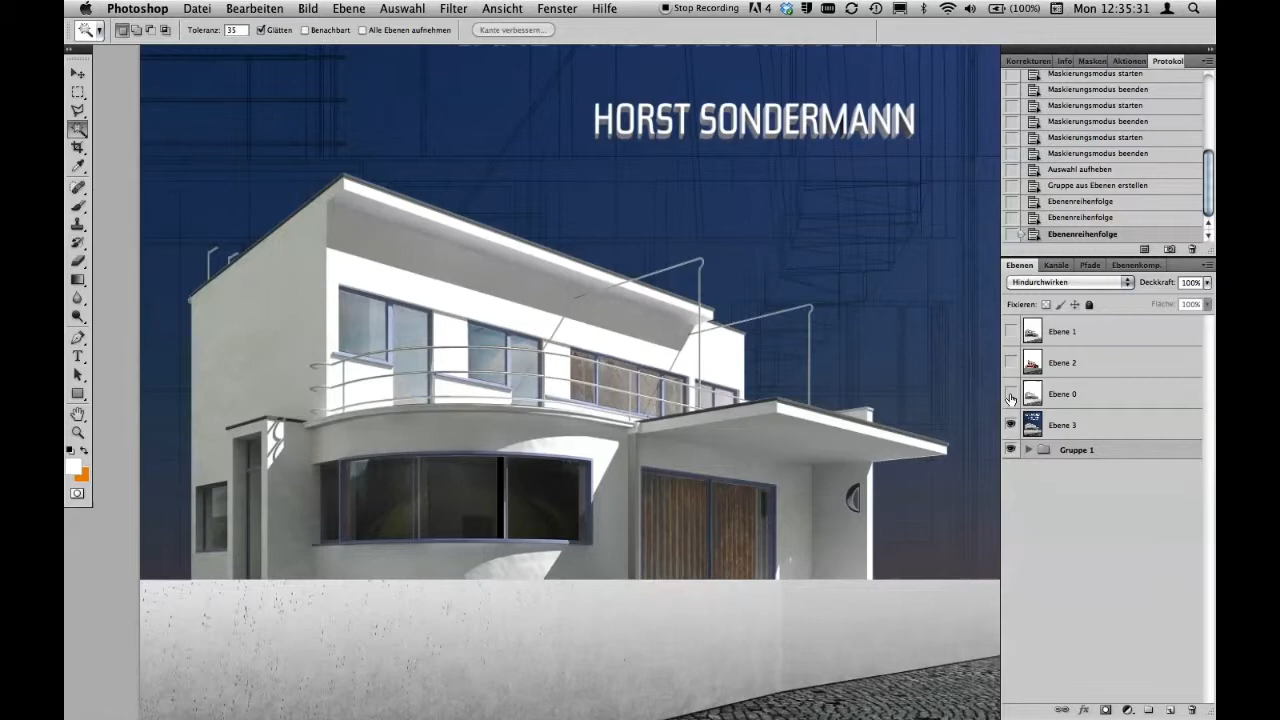 Photoshop Datei Bearbeiten Bild Ebene Auswahl Filter Ansicht Fenster Hilfe Stop Recording 4 (100%) Mon 12:35:31
Toleranz: 35 Glätten Benachbart Alle Ebenen aufnehmen Kante verbessern...
HORST SONDERMANN
Korrekturen Info Masken Aktionen Protokol
Maskierungsmodus starten
Maskierungsmodus beenden
Maskierungsmodus starten
Maskierungsmodus beenden
Maskierungsmodus starten
Maskierungsmodus beenden
Auswahl aufheben
Gruppe aus Ebenen erstellen
Ebenenreihenfolge
Ebenenreihenfolge
Ebenenreihenfolge
Ebenen Kanäle Pfade Ebenenkomp.
Hindurchwirken Deckkraft: 100%
Fixieren: Fläche: 100%
Ebene 1
Ebene 2
Ebene 0
Ebene 3
Gruppe 1